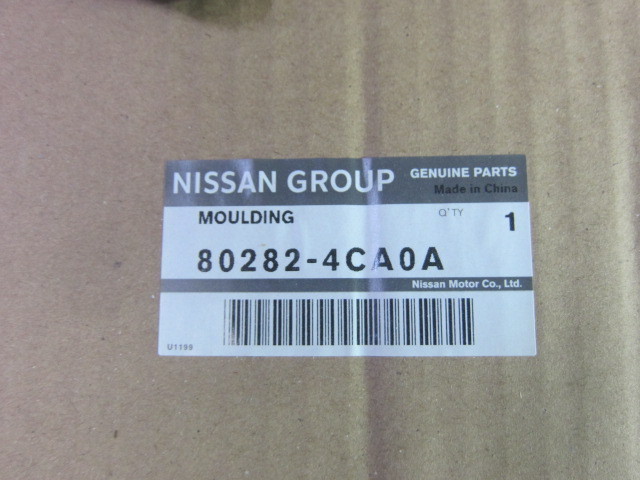 NISSAN GROUP GENUINE PARTS
Made in China
MOULDING Q'TY 1
80282-4CA0A
Nissan Motor Co., Ltd.
U1199